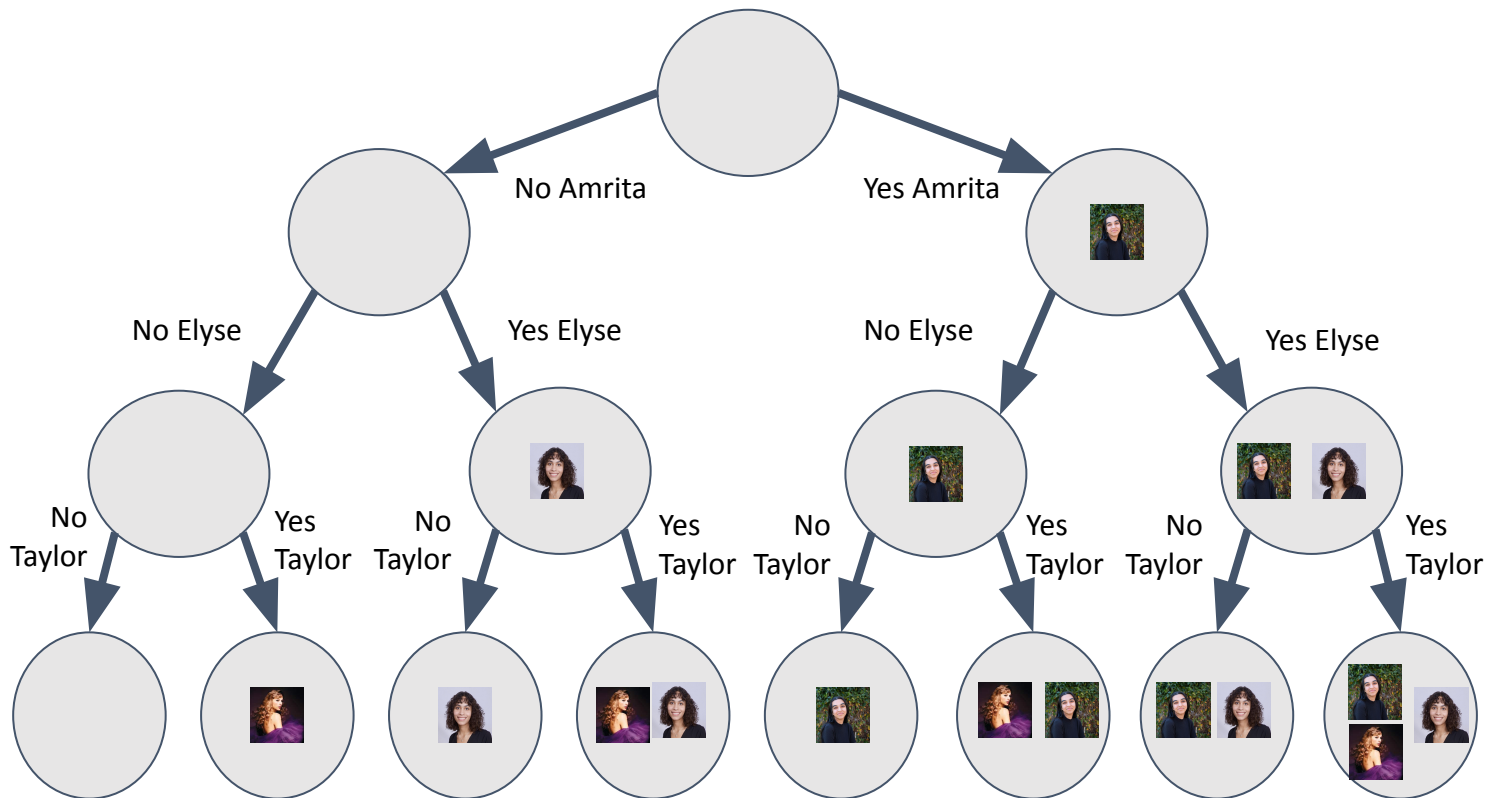 No Amrita
Yes Amrita
No Elyse
Yes Elyse
No Elyse
Yes Elyse
No
Taylor
Yes
Taylor
No
Taylor
Yes
Taylor
No
Taylor
Yes
Taylor
No
Taylor
Yes
Taylor